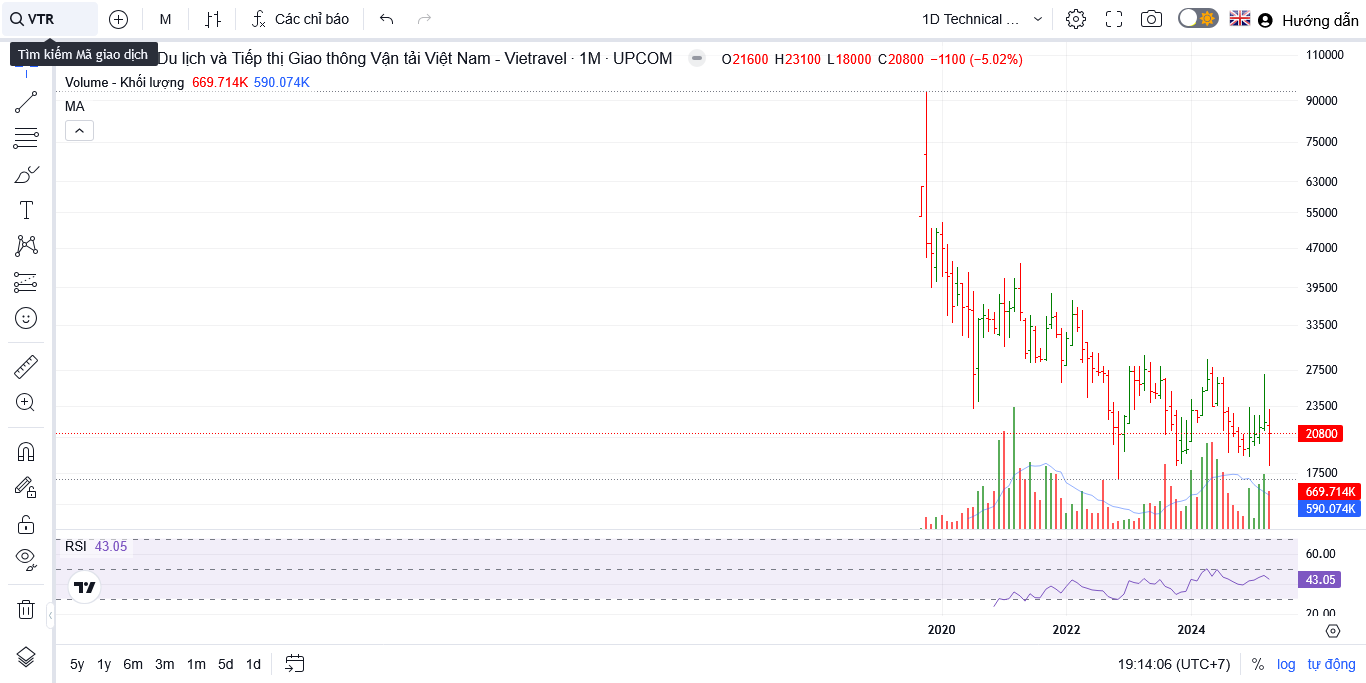 VTR
M
Các chỉ báo
1D Technical ...
Hướng dẫn
Tìm kiếm Mã giao dịch
Du lịch và Tiếp thị Giao thông Vận tải Việt Nam - Vietravel · 1M · UPCOM
O21600 H23100 L18000 C20800 −1100 (−5.02%)
Volume - Khối lượng 669.714K 590.074K
MA
110000
90000
75000
63000
55000
47000
39500
33500
27500
23500
20800
17500
669.714K
590.074K
RSI 43.05
60.00
43.05
20.00
2020 2022 2024
5y 1y 6m 3m 1m 5d 1d
19:14:06 (UTC+7)
% log tự động